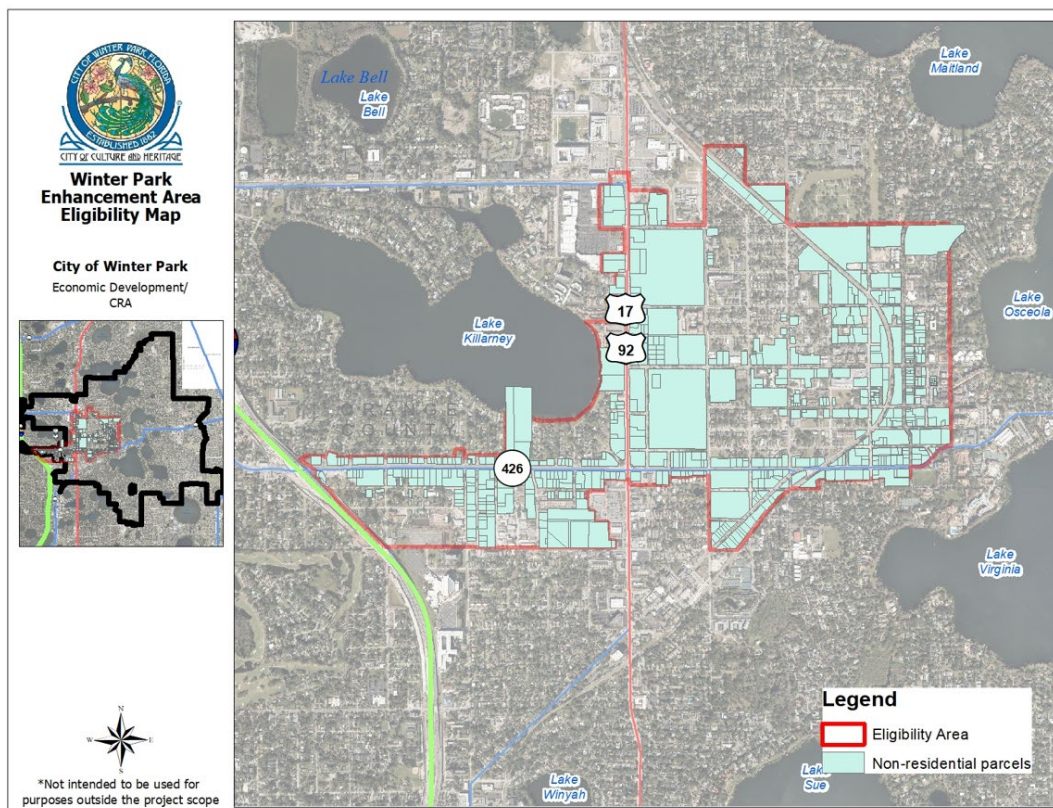 CITY OF WINTER PARK, FLORIDA
ESTABLISHED 1882
CITY OF CULTURE AND HERITAGE
Winter Park
Enhancement Area
Eligibility Map
City of Winter Park
Economic Development/
CRA
N
W
E
S
*Not intended to be used for
purposes outside the project scope
Lake Bell
Lake
Bell
Lake
Maitland
Lake
Osceola
17
92
Lake
Killarney
COUNTY
426
Lake
Virginia
Lake
Winyah
Lake
Sue
Legend
Eligibility Area
Non-residential parcels